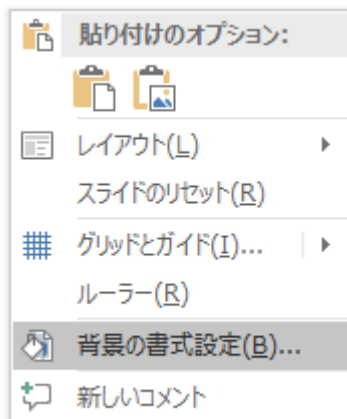 貼り付けのオプション:
レイアウト(L)
スライドのリセット(R)
グリッドとガイド(I)...
ルーラー(R)
背景の書式設定(B)...
新しいコメント